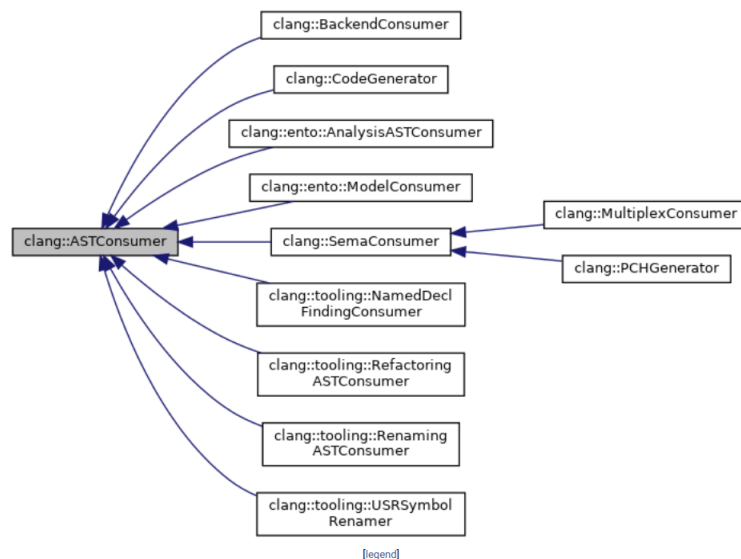 clang::BackendConsumer
clang::CodeGenerator
clang::ento::AnalysisASTConsumer
clang::ento::ModelConsumer
clang::MultiplexConsumer
clang::ASTConsumer
clang::SemaConsumer
clang::PCHGenerator
clang::tooling::NamedDecl
FindingConsumer
clang::tooling::Refactoring
ASTConsumer
clang::tooling::Renaming
ASTConsumer
clang::tooling::USRSymbol
Renamer
[legend]